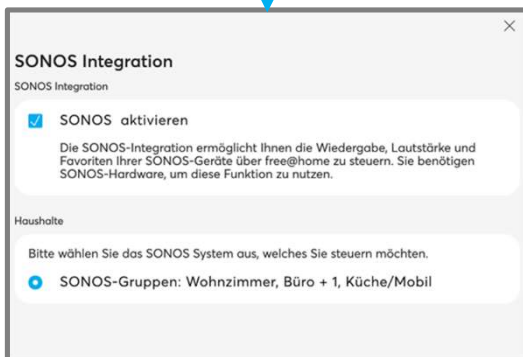 SONOS Integration
SONOS Integration
SONOS aktivieren
Die SONOS-Integration ermöglicht Ihnen die Wiedergabe, Lautstärke und
Favoriten Ihrer SONOS-Geräte über free@home zu steuern. Sie benötigen
SONOS-Hardware, um diese Funktion zu nutzen.
Haushalte
Bitte wählen Sie das SONOS System aus, welches Sie steuern möchten.
SONOS-Gruppen: Wohnzimmer, Büro + 1, Küche/Mobil